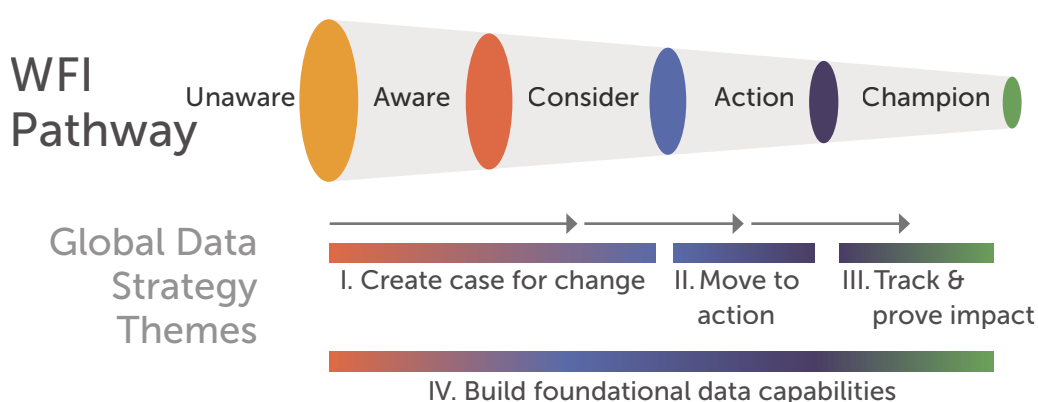 WFI
Pathway
Unaware
Aware
Consider
Action
Champion
Global Data
Strategy
Themes
I. Create case for change
II. Move to
action
III. Track &
prove impact
IV. Build foundational data capabilities